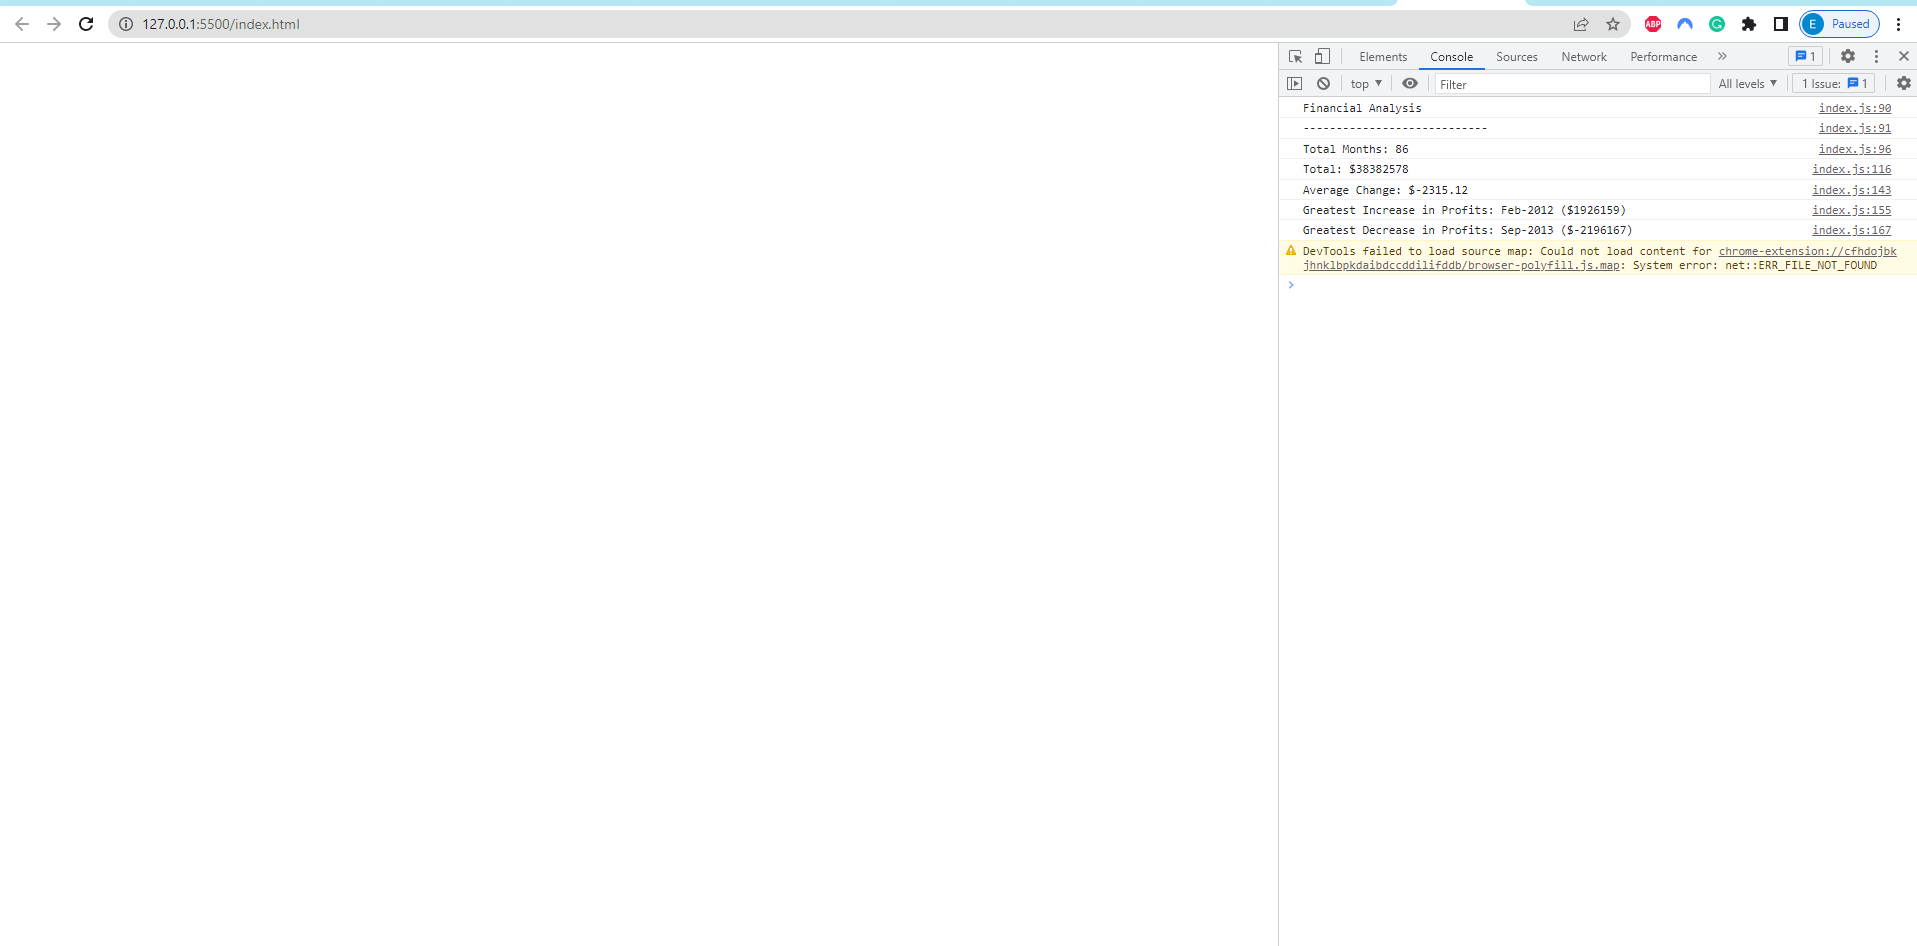 127.0.0.1:5500/index.html
ABP
G
E Paused
Elements Console Sources Network Performance » 1
top ▼ Filter All levels ▼ 1 Issue: 1
Financial Analysis index.js:90
---------------------------- index.js:91
Total Months: 86 index.js:96
Total: $38382578 index.js:116
Average Change: $-2315.12 index.js:143
Greatest Increase in Profits: Feb-2012 ($1926159) index.js:155
Greatest Decrease in Profits: Sep-2013 ($-2196167) index.js:167
DevTools failed to load source map: Could not load content for chrome-extension://cfhdojbk
jhnklbpkdaibdccddilifddb/browser-polyfill.js.map: System error: net::ERR_FILE_NOT_FOUND